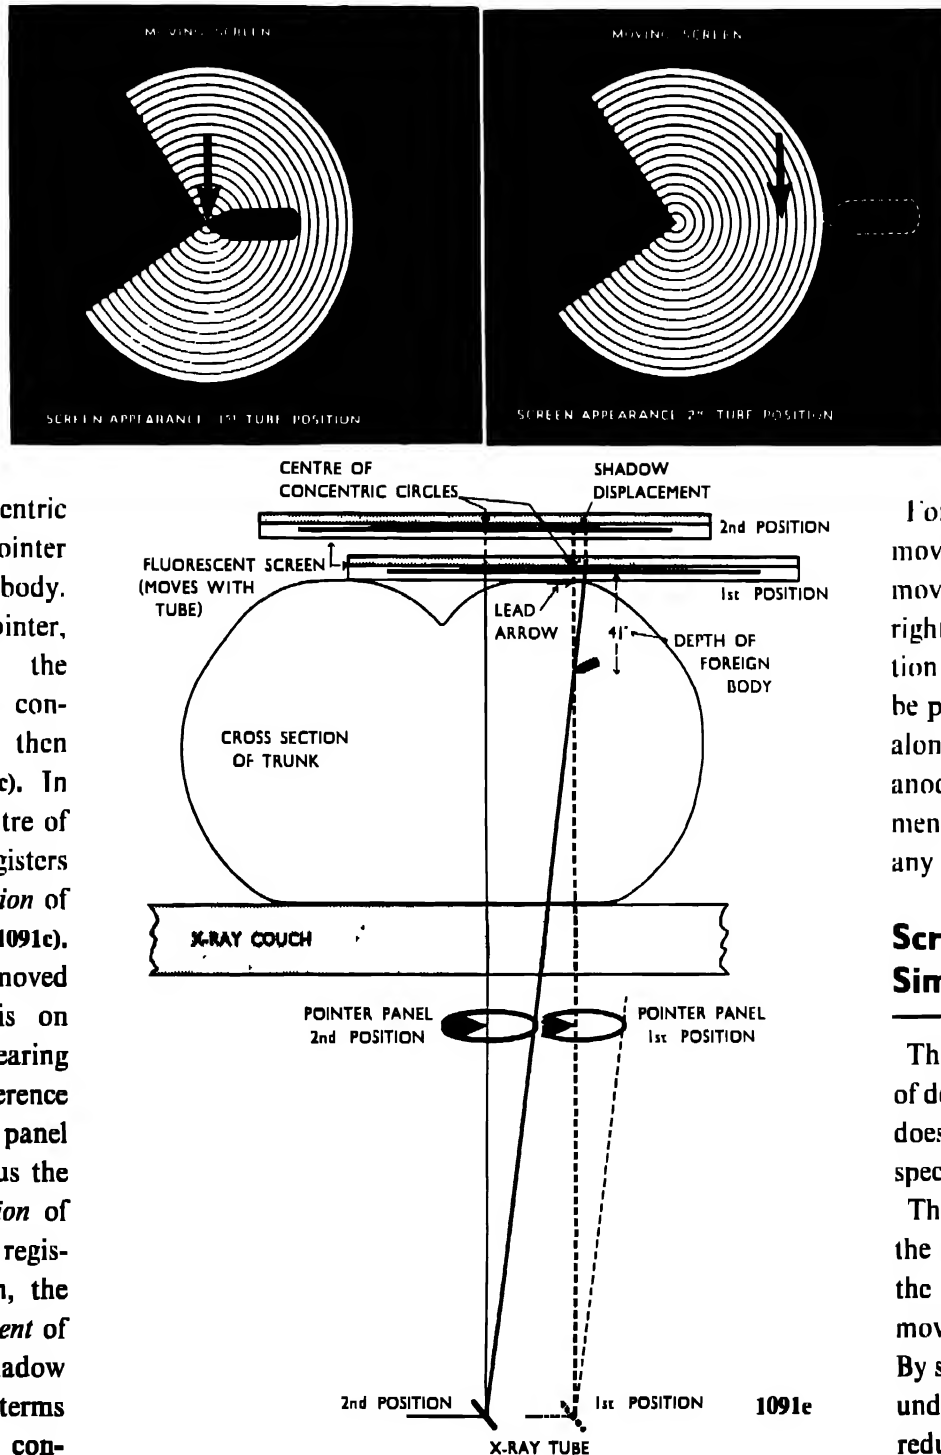 MOVING SCREEN
SCREEN APPEARANCE 1ST TUBE POSITION
MOVING SCREEN
SCREEN APPEARANCE 2ND TUBE POSITION
CENTRE OF
CONCENTRIC CIRCLES
SHADOW
DISPLACEMENT
2nd POSITION
FLUORESCENT SCREEN
(MOVES WITH
TUBE)
1st POSITION
LEAD
ARROW
4½"
DEPTH OF
FOREIGN
BODY
CROSS SECTION
OF TRUNK
X-RAY COUCH
POINTER PANEL
2nd POSITION
POINTER PANEL
1st POSITION
2nd POSITION
1st POSITION
1091e
X-RAY TUBE
centric
pointer
body.
ointer,
the
con-
then
c). In
tre of
gisters
ion of
1091c).
moved
is on
earing
erence
panel
us the
ion of
regis-
n, the
ent of
adow
terms
con-
For
mov
mov
right
tion
be p
alon
anod
men
any
Scr
Sim
Th
of de
does
spec
Th
the
the
mov
By s
und
redu